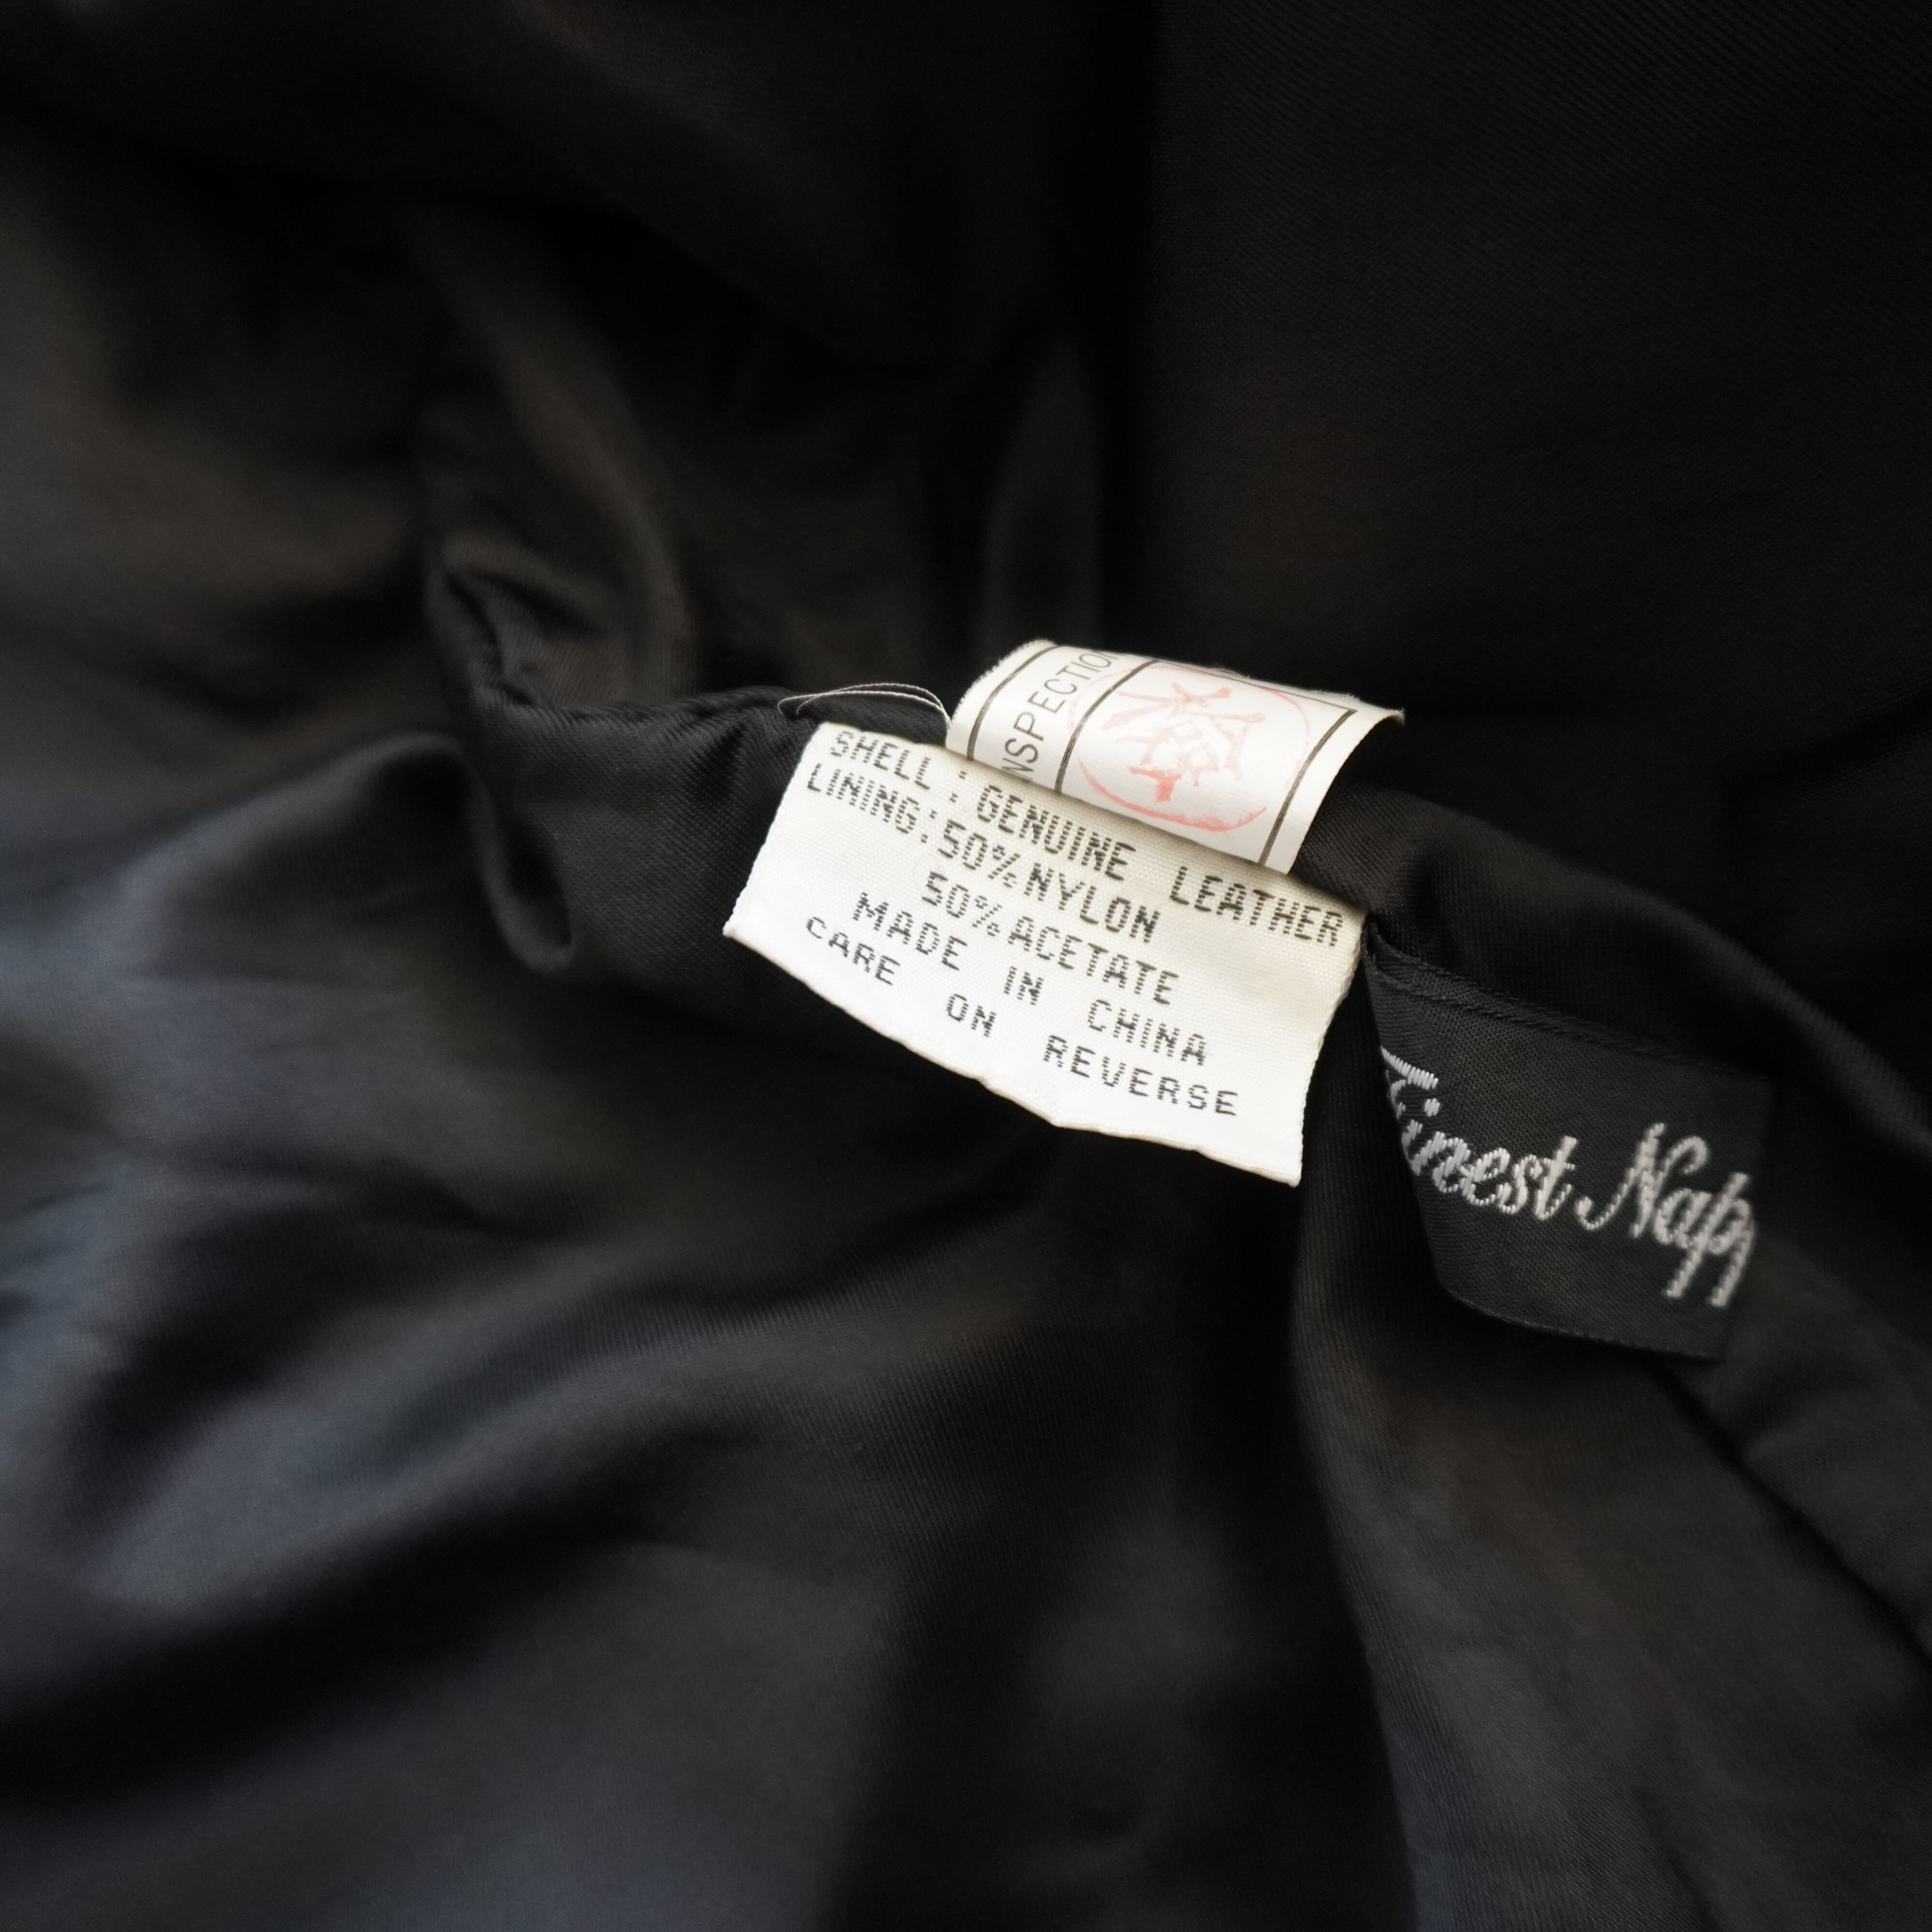 INSPECTION
SHELL : GENUINE LEATHER
LINING: 50% NYLON
50% ACETATE
MADE IN CHINA
CARE ON REVERSE
Finest Napp